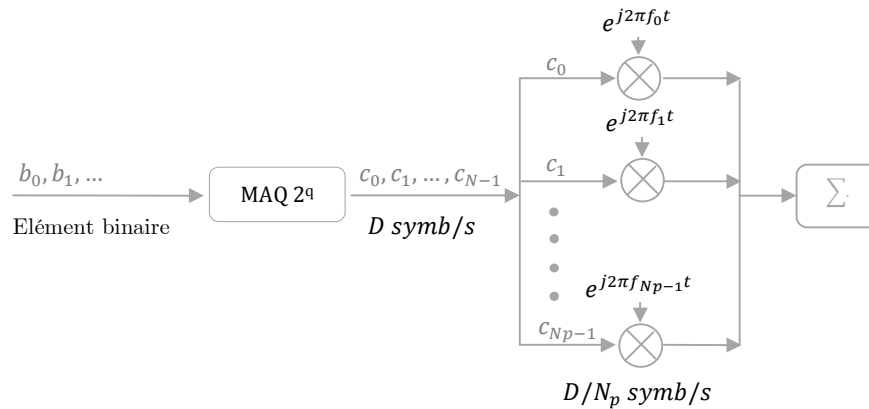 e^{j2πf_0t}
c_0
e^{j2πf_1t}
b_0, b_1, …
MAQ 2^q
c_0, c_1, … , c_{N−1}
c_1
Elément binaire
D symb/s
e^{j2πf_{Np−1}t}
c_{Np−1}
D/N_p symb/s
∑